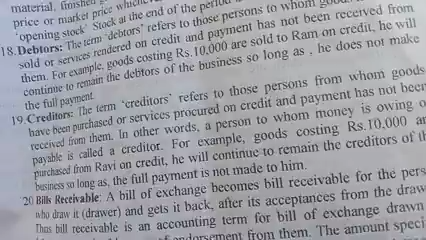 material, finished
price or market price whichever
'opening stock' Stock at the end of the period
18. Debtors: The term 'debtors' refers to those persons to whom goods
sold or services rendered on credit and payment has not been received from
them. For example, goods costing Rs.10,000 are sold to Ram on credit, he will
continue to remain the debtors of the business so long as , he does not make
the full payment.
19. Creditors: The term 'creditors' refers to those persons from whom goods
have been purchased or services procured on credit and payment has not been
received from them. In other words, a person to whom money is owing o
payable is called a creditor. For example, goods costing Rs.10,000 ar
purchased from Ravi on credit, he will continue to remain the creditors of th
business so long as, the full payment is not made to him.
20 Bills Receivable: A bill of exchange becomes bill receivable for the pers
who draw it (drawer) and gets it back, after its acceptances from the draw
Thus bill receivable is an accounting term for bill of exchange drawn
endorsement from them. The amount speci